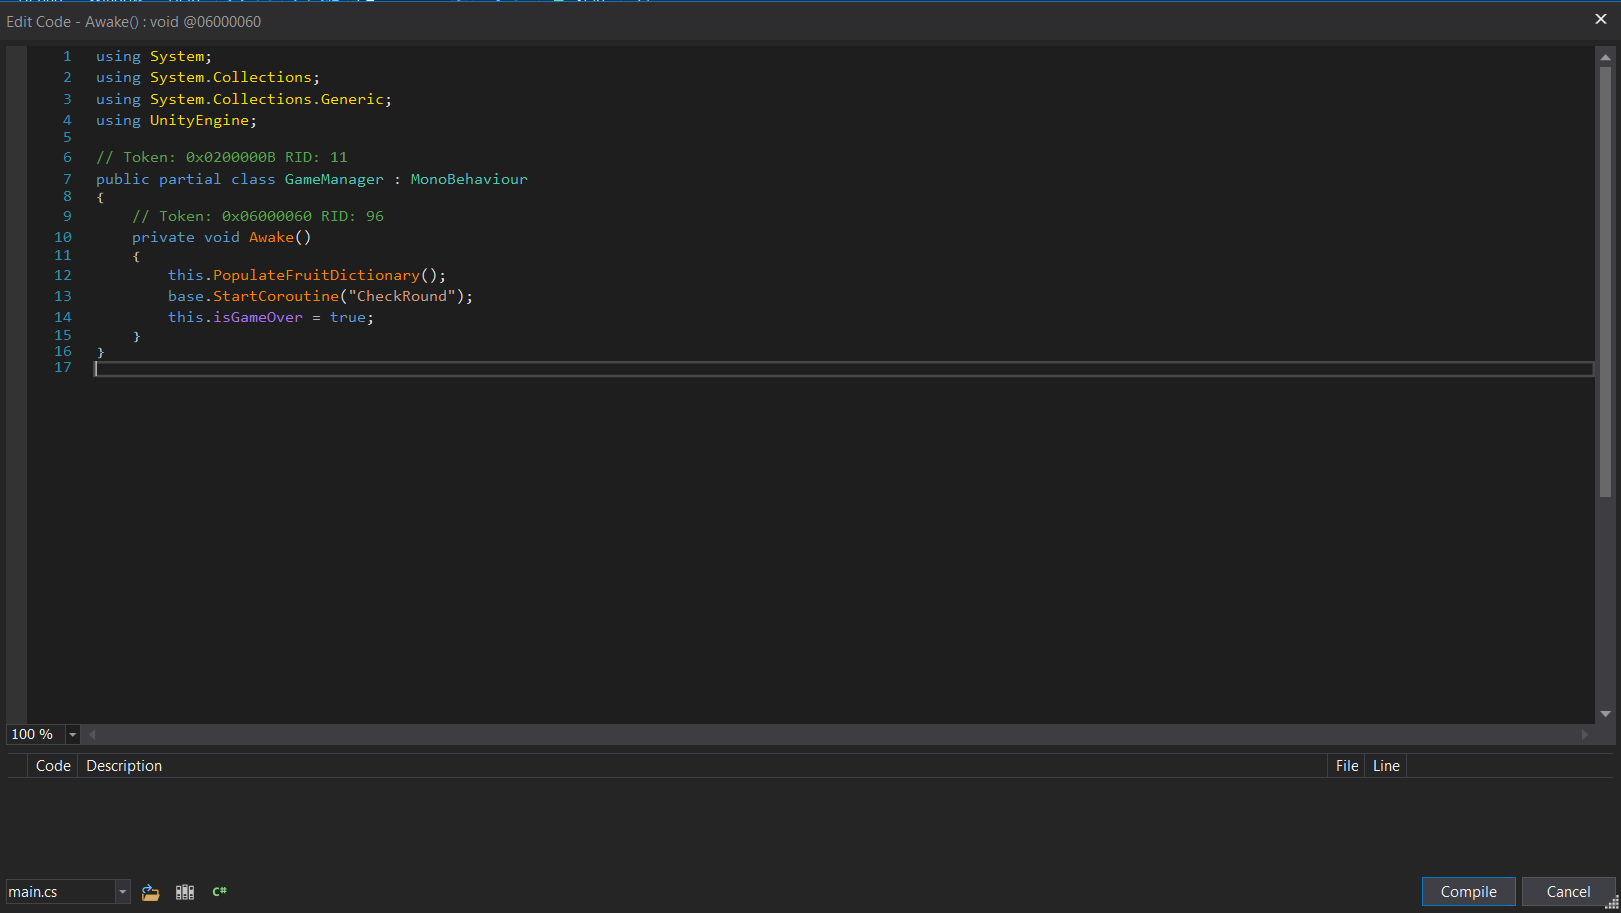 Edit Code - Awake() : void @06000060
1 using System;
2 using System.Collections;
3 using System.Collections.Generic;
4 using UnityEngine;
5
6 // Token: 0x0200000B RID: 11
7 public partial class GameManager : MonoBehaviour
8 {
9 // Token: 0x06000060 RID: 96
10 private void Awake()
11 {
12 this.PopulateFruitDictionary();
13 base.StartCoroutine("CheckRound");
14 this.isGameOver = true;
15 }
16 }
17
100 %
Code Description File Line
main.cs C# Compile Cancel